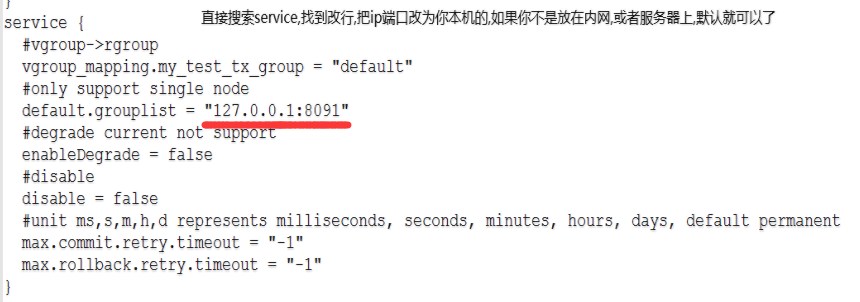 }
service {
直接搜索service,找到改行,把ip端口改为你本机的,如果你不是放在内网,或者服务器上,默认就可以了
#vgroup->rgroup
vgroup_mapping.my_test_tx_group = "default"
#only support single node
default.grouplist = "127.0.0.1:8091"
#degrade current not support
enableDegrade = false
#disable
disable = false
#unit ms,s,m,h,d represents milliseconds, seconds, minutes, hours, days, default permanent
max.commit.retry.timeout = "-1"
max.rollback.retry.timeout = "-1"
}